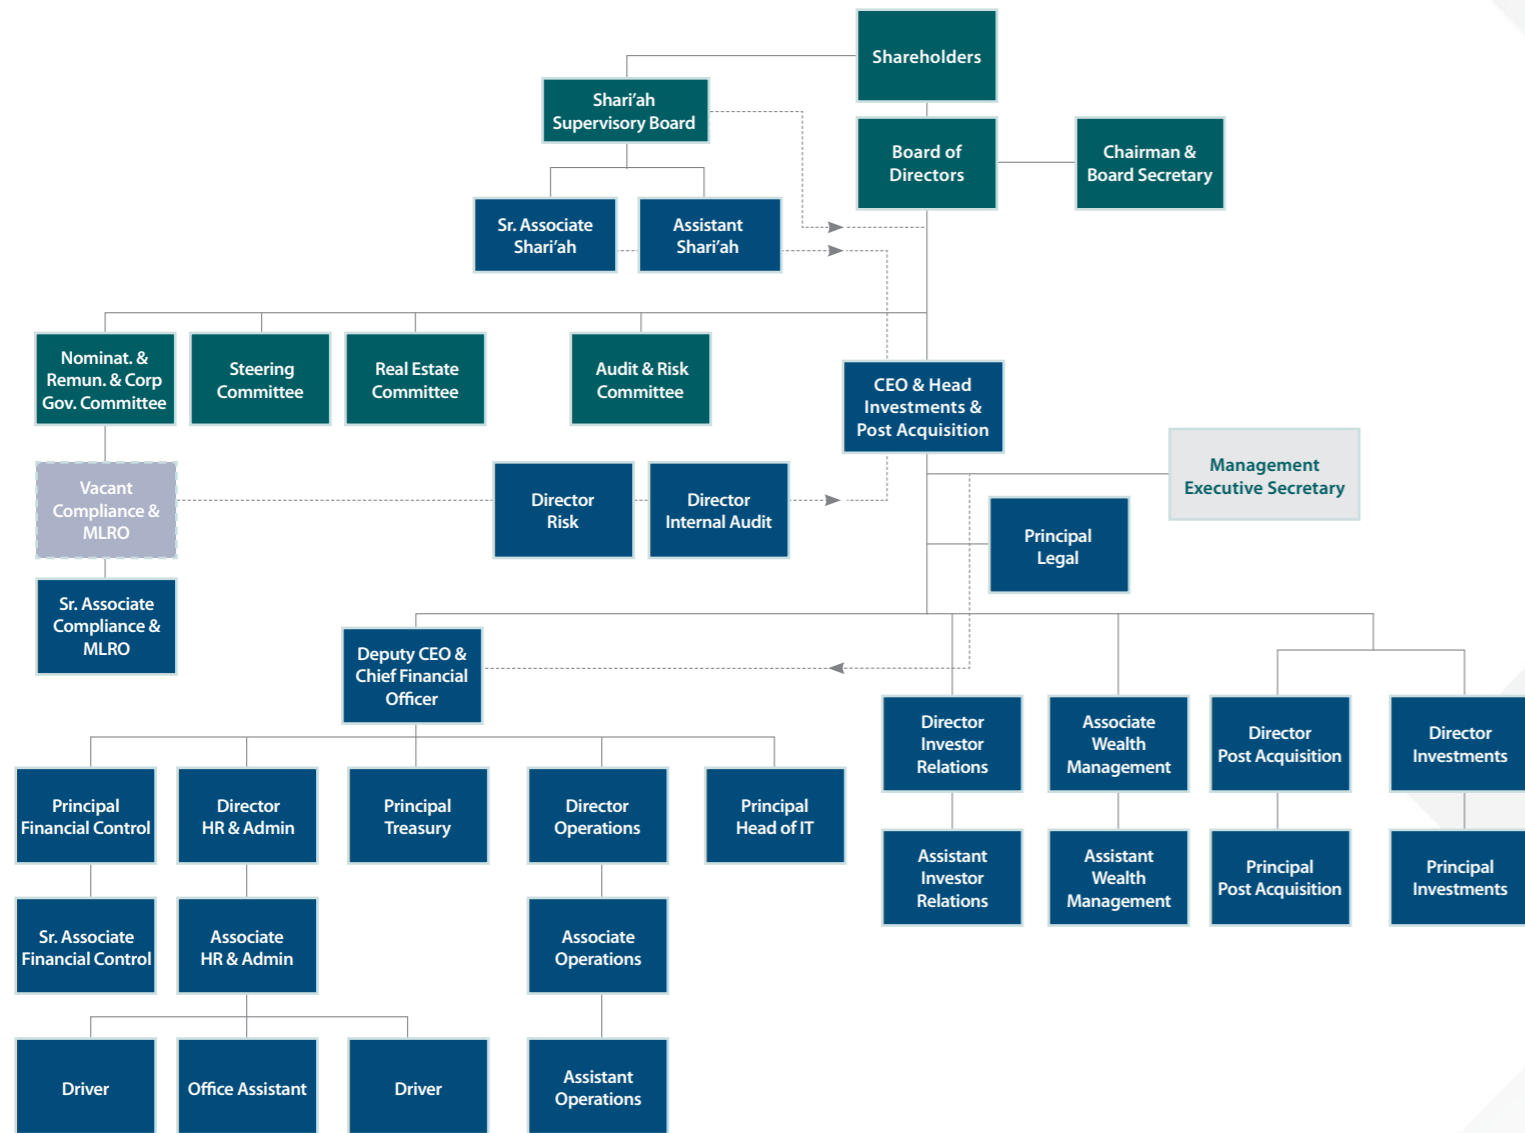 Shareholders
Shari’ah
Supervisory Board
Board of
Directors
Chairman &
Board Secretary
Sr. Associate
Shari’ah
Assistant
Shari’ah
Nominat. &
Remun. & Corp
Gov. Committee
Steering
Committee
Real Estate
Committee
Audit & Risk
Committee
CEO & Head
Investments &
Post Acquisition
Management
Executive Secretary
Vacant
Compliance &
MLRO
Director
Risk
Director
Internal Audit
Principal
Legal
Sr. Associate
Compliance &
MLRO
Deputy CEO &
Chief Financial
Officer
Director
Investor
Relations
Associate
Wealth
Management
Director
Post Acquisition
Director
Investments
Principal
Financial Control
Director
HR & Admin
Principal
Treasury
Director
Operations
Principal
Head of IT
Assistant
Investor
Relations
Assistant
Wealth
Management
Principal
Post Acquisition
Principal
Investments
Sr. Associate
Financial Control
Associate
HR & Admin
Associate
Operations
Driver
Office Assistant
Driver
Assistant
Operations